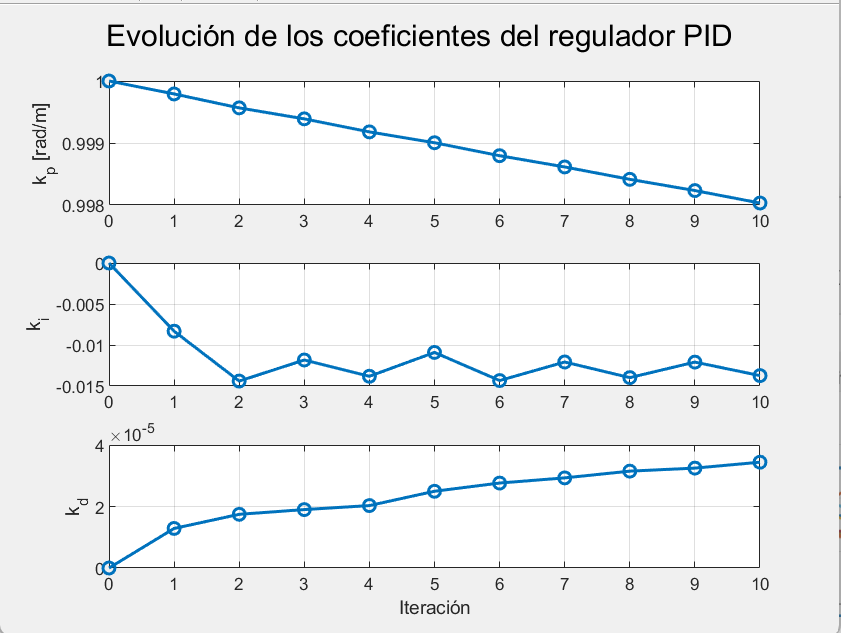 Evolución de los coeficientes del regulador PID
1
0.999
0.998
k_p [rad/m]
0 1 2 3 4 5 6 7 8 9 10
0
-0.005
-0.01
-0.015
k_i
0 1 2 3 4 5 6 7 8 9 10
×10^-5
4
2
0
k_d
0 1 2 3 4 5 6 7 8 9 10
Iteración